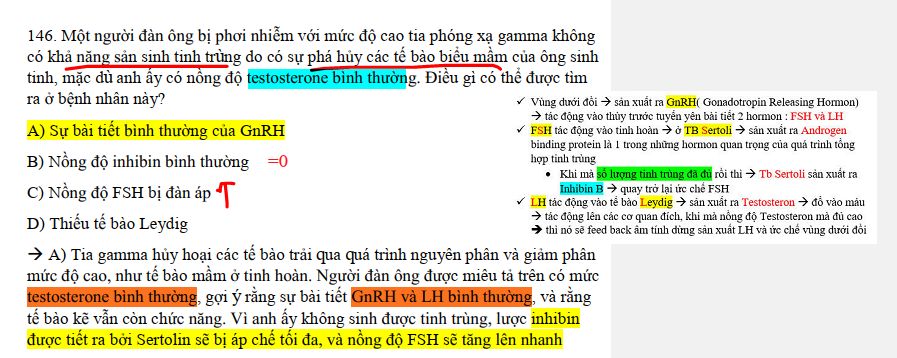 146. Một người đàn ông bị phơi nhiễm với mức độ cao tia phóng xạ gamma không
có khả năng sản sinh tinh trùng do có sự phá hủy các tế bào biểu mầm của ông sinh
tinh, mặc dù anh ấy có nồng độ testosterone bình thường. Điều gì có thể được tìm
ra ở bệnh nhân này?
A) Sự bài tiết bình thường của GnRH
B) Nồng độ inhibin bình thường =0
C) Nồng độ FSH bị đàn áp ↑
D) Thiếu tế bào Leydig
→ A) Tia gamma hủy hoại các tế bào trải qua quá trình nguyên phân và giảm phân
mức độ cao, như tế bào mầm ở tinh hoàn. Người đàn ông được miêu tả trên có mức
testosterone bình thường, gợi ý rằng sự bài tiết GnRH và LH bình thường, và rằng
tế bào kẽ vẫn còn chức năng. Vì anh ấy không sinh được tinh trùng, lược inhibin
được tiết ra bởi Sertolin sẽ bị áp chế tối đa, và nồng độ FSH sẽ tăng lên nhanh
✓ Vùng dưới đồi → sản xuất ra GnRH( Gonadotropin Releasing Hormon)
→ tác động vào thùy trước tuyến yên bài tiết 2 hormon : FSH và LH
✓ FSH tác động vào tinh hoàn → ở TB Sertoli → sản xuất ra Androgen
binding protein là 1 trong những hormon quan trọng của quá trình tổng
hợp tinh trùng
• Khi mà số lượng tinh trùng đã đủ rồi thì → Tb Sertoli sản xuất ra
Inhibin B → quay trở lại ức chế FSH
✓ LH tác động vào tế bào Leydig → sản xuất ra Testosteron → đổ vào máu
→ tác động lên các cơ quan đích, khi mà nồng độ Testosteron mà đủ cao
→ thì nó sẽ feed back âm tính dừng sản xuất LH và ức chế vùng dưới đồi